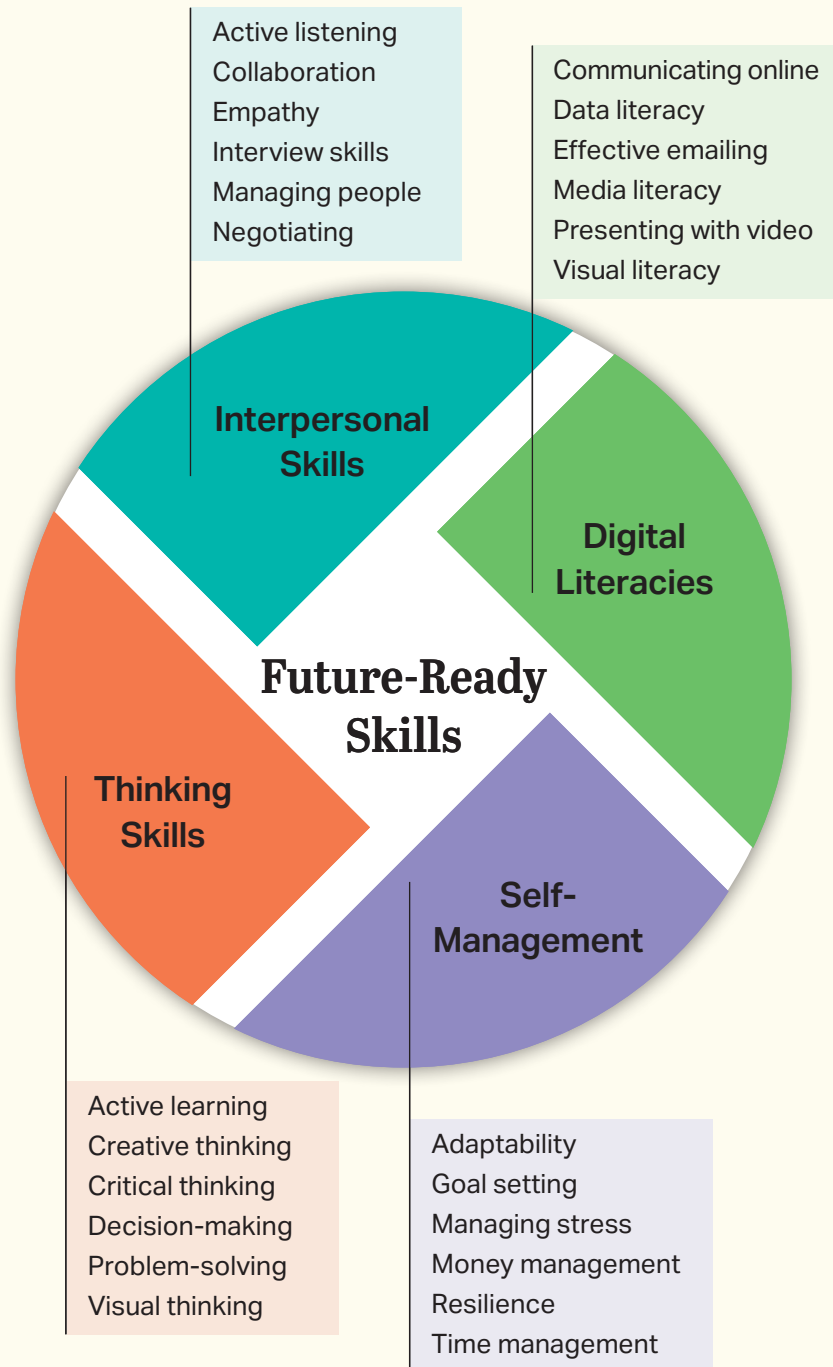 Active listening
Collaboration
Empathy
Interview skills
Managing people
Negotiating
Communicating online
Data literacy
Effective emailing
Media literacy
Presenting with video
Visual literacy
Interpersonal
Skills
Digital
Literacies
Future-Ready
Skills
Thinking
Skills
Self-
Management
Active learning
Creative thinking
Critical thinking
Decision-making
Problem-solving
Visual thinking
Adaptability
Goal setting
Managing stress
Money management
Resilience
Time management